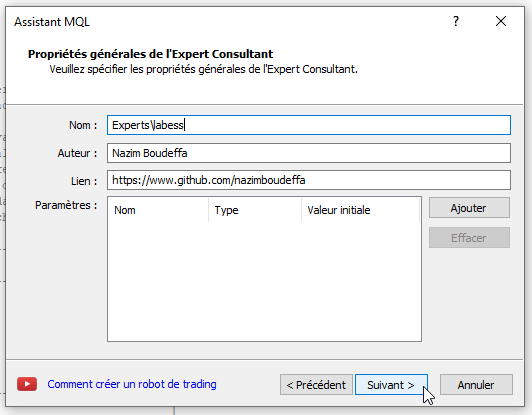 Assistant MQL
Propriétés générales de l'Expert Consultant
Veuillez spécifier les propriétés générales de l'Expert Consultant.
Nom : Experts\labess
Auteur : Nazim Boudeffa
Lien : https://www.github.com/nazimboudeffa
Paramètres : Nom Type Valeur initiale Ajouter
Effacer
Comment créer un robot de trading < Précédent Suivant > Annuler